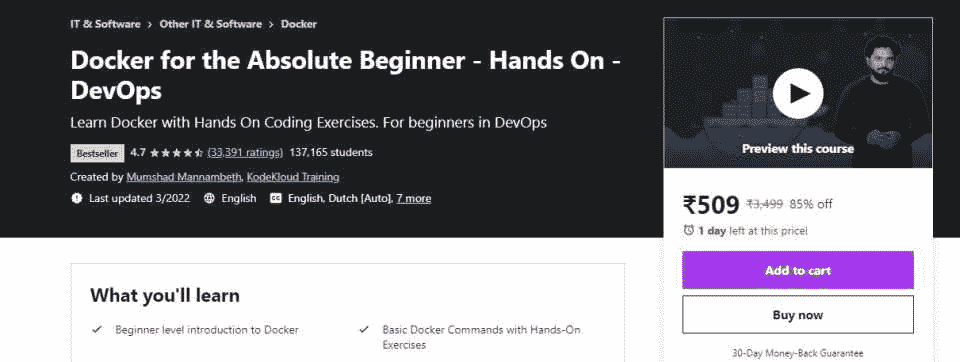 IT & Software > Other IT & Software > Docker
Docker for the Absolute Beginner - Hands On -
DevOps
Learn Docker with Hands On Coding Exercises. For beginners in DevOps
Bestseller 4.7 (33,391 ratings) 137,165 students
Created by Mumshad Mannambeth, KodeKloud Training
Last updated 3/2022 English CC English, Dutch [Auto], 7 more
Preview this course
₹509 ₹3,499 85% off
1 day left at this price!
Add to cart
Buy now
30-Day Money-Back Guarantee
What you'll learn
Beginner level introduction to Docker
Basic Docker Commands with Hands-On
Exercises